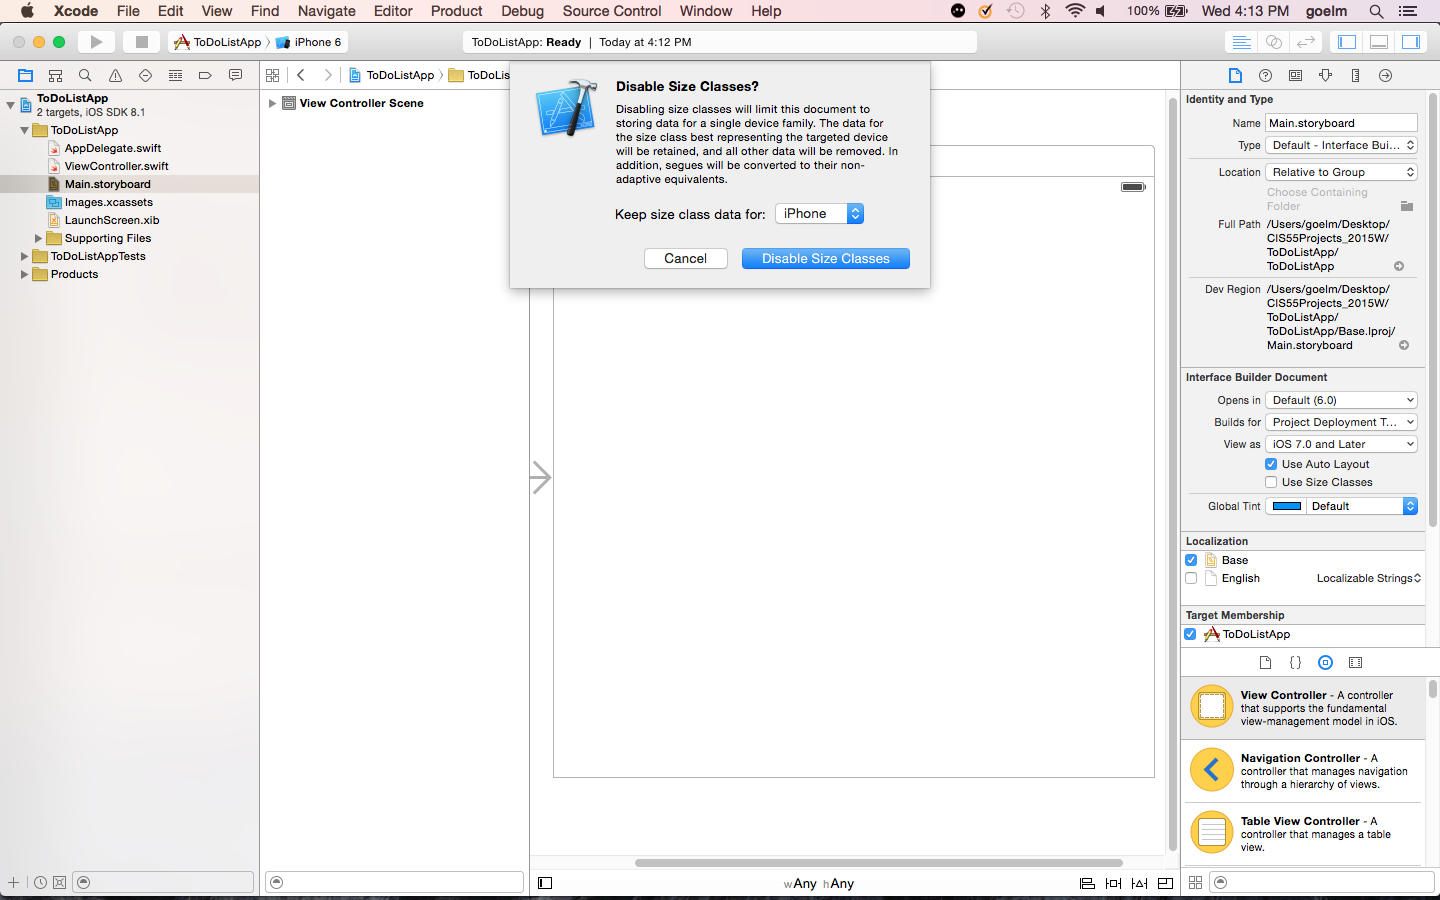 Xcode File Edit View Find Navigate Editor Product Debug Source Control Window Help 100% Wed 4:13 PM goelm
ToDoListApp iPhone 6 ToDoListApp: Ready | Today at 4:12 PM
ToDoListApp
2 targets, iOS SDK 8.1
ToDoListApp
AppDelegate.swift
ViewController.swift
Main.storyboard
Images.xcassets
LaunchScreen.xib
Supporting Files
ToDoListAppTests
Products
ToDoListApp ToDoLis
View Controller Scene
Disable Size Classes?
Disabling size classes will limit this document to
storing data for a single device family. The data for
the size class best representing the targeted device
will be retained, and all other data will be removed. In
addition, segues will be converted to their non-
adaptive equivalents.
Keep size class data for: iPhone
Cancel Disable Size Classes
wAny hAny
Identity and Type
Name Main.storyboard
Type Default - Interface Bui...
Location Relative to Group
Choose Containing
Folder
Full Path /Users/goelm/Desktop/
CIS55Projects_2015W/
ToDoListApp/
ToDoListApp
Dev Region /Users/goelm/Desktop/
CIS55Projects_2015W/
ToDoListApp/
ToDoListApp/Base.lproj/
Main.storyboard
Interface Builder Document
Opens in Default (6.0)
Builds for Project Deployment T...
View as iOS 7.0 and Later
Use Auto Layout
Use Size Classes
Global Tint Default
Localization
Base
English Localizable Strings
Target Membership
ToDoListApp
{}
View Controller - A controller
that supports the fundamental
view-management model in iOS.
Navigation Controller - A
controller that manages navigation
through a hierarchy of views.
Table View Controller - A
controller that manages a table
view.